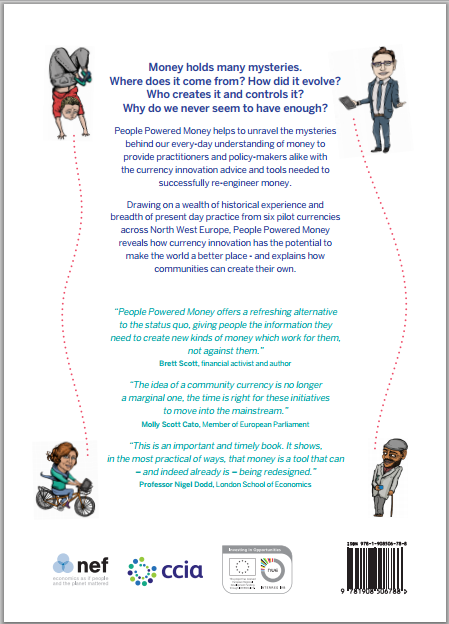 Money holds many mysteries.
Where does it come from? How did it evolve?
Who creates it and controls it?
Why do we never seem to have enough?
People Powered Money helps to unravel the mysteries
behind our every-day understanding of money to
provide practitioners and policy-makers alike with
the currency innovation advice and tools needed to
successfully re-engineer money.
Drawing on a wealth of historical experience and
breadth of present day practice from six pilot currencies
across North West Europe, People Powered Money
reveals how currency innovation has the potential to
make the world a better place - and explains how
communities can create their own.
“People Powered Money offers a refreshing alternative
to the status quo, giving people the information they
need to create new kinds of money which work for them,
not against them.”
Brett Scott, financial activist and author
“The idea of a community currency is no longer
a marginal one, the time is right for these initiatives
to move into the mainstream.”
Molly Scott Cato, Member of European Parliament
“This is an important and timely book. It shows,
in the most practical of ways, that money is a tool that can
– and indeed already is – being redesigned.”
Professor Niigel Dodd, London School of Economics
nef
economics as if people
and the planet mattered
ccia
Investing in Opportunities
INTERREG IVB
ISBN 978-1-908506-78-8
9 781908 506788